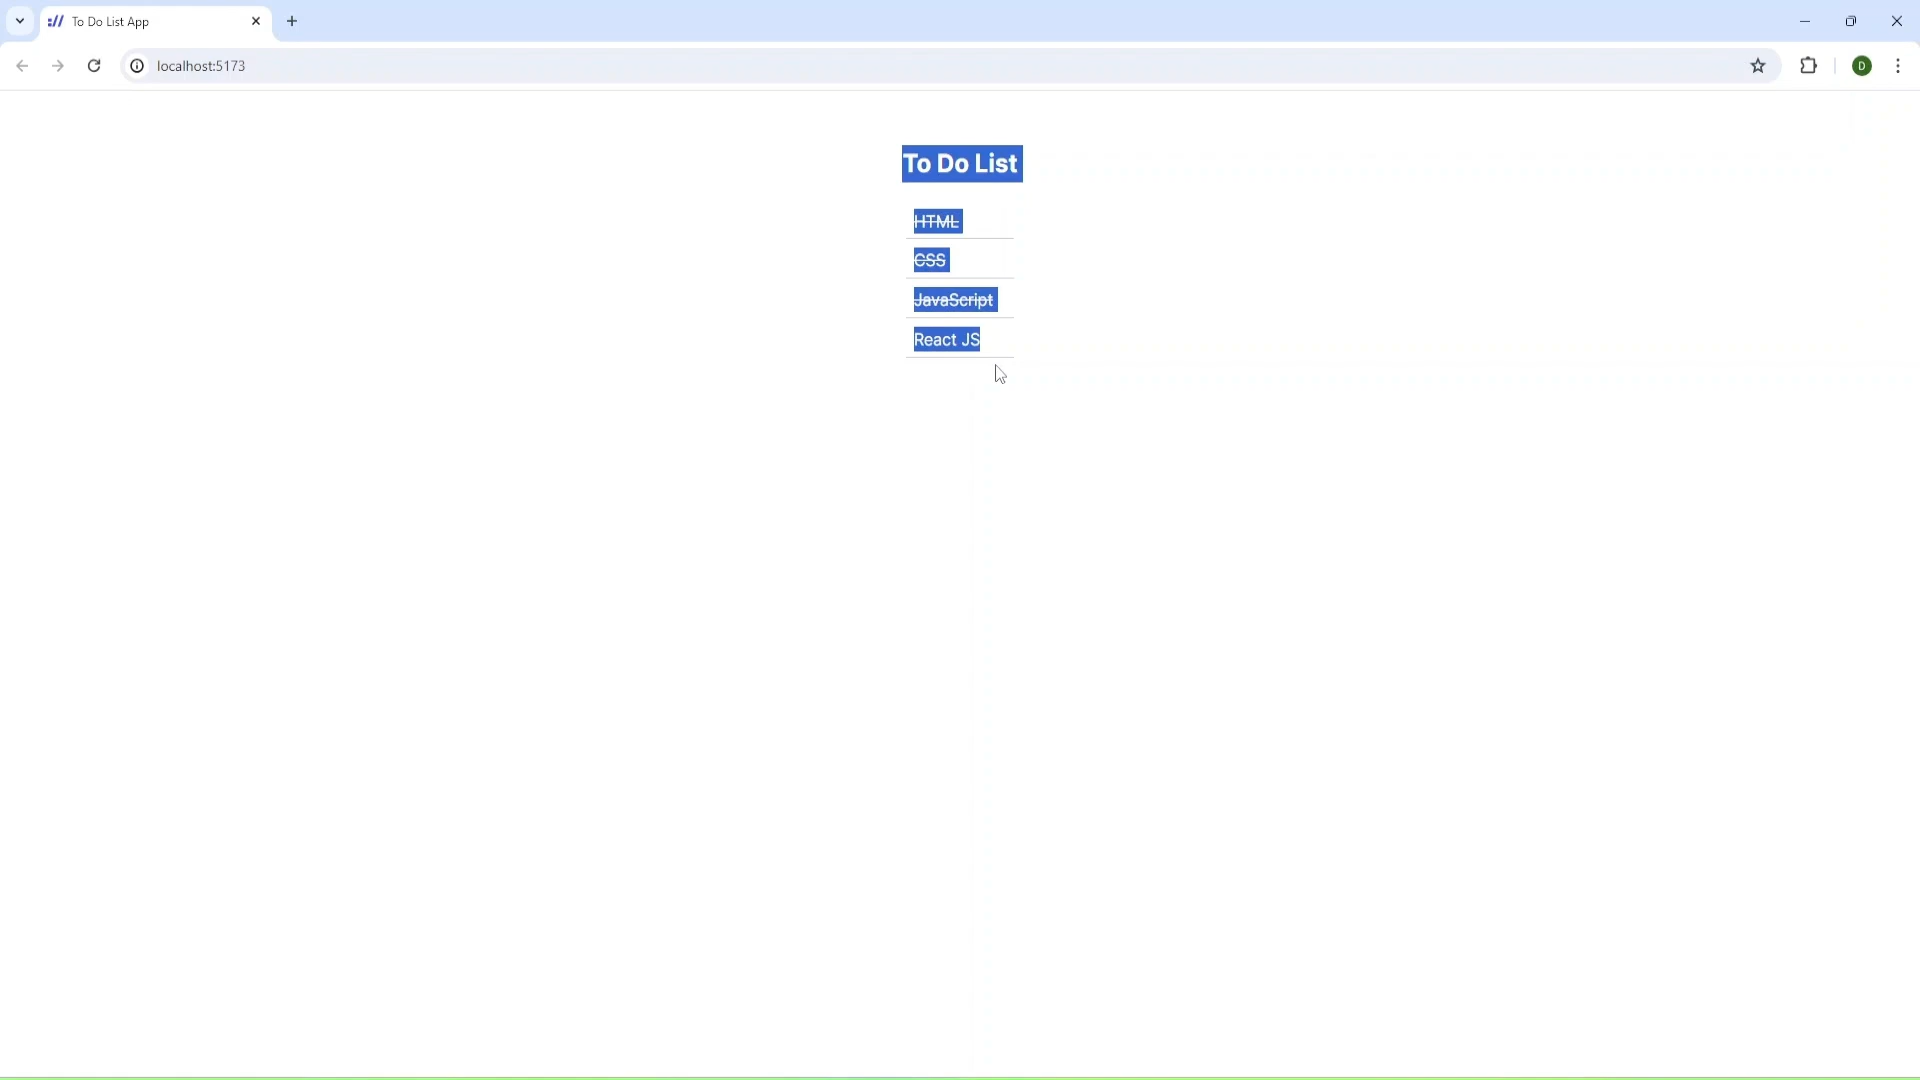 To Do List App
localhost:5173
D
To Do List
HTML
CSS
JavaScript
React JS